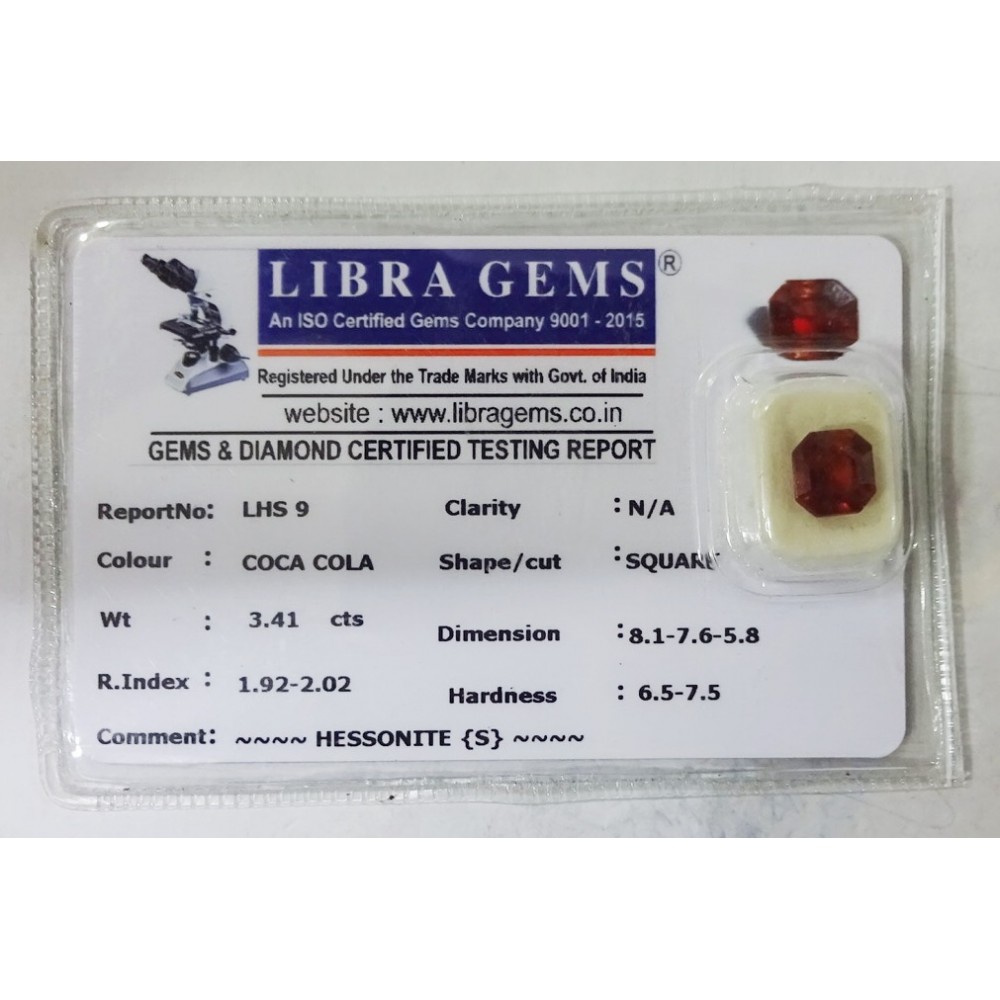 LIBRA GEMS ®
An ISO Certified Gems Company 9001 - 2015
Registered Under the Trade Marks with Govt. of India
website : www.libragems.co.in
GEMS & DIAMOND CERTIFIED TESTING REPORT
ReportNo: LHS 9 Clarity : N/A
Colour : COCA COLA Shape/cut : SQUARE
Wt : 3.41 cts Dimension : 8.1-7.6-5.8
R.Index : 1.92-2.02 Hardness : 6.5-7.5
Comment: ~~~~ HESSONITE {S} ~~~~